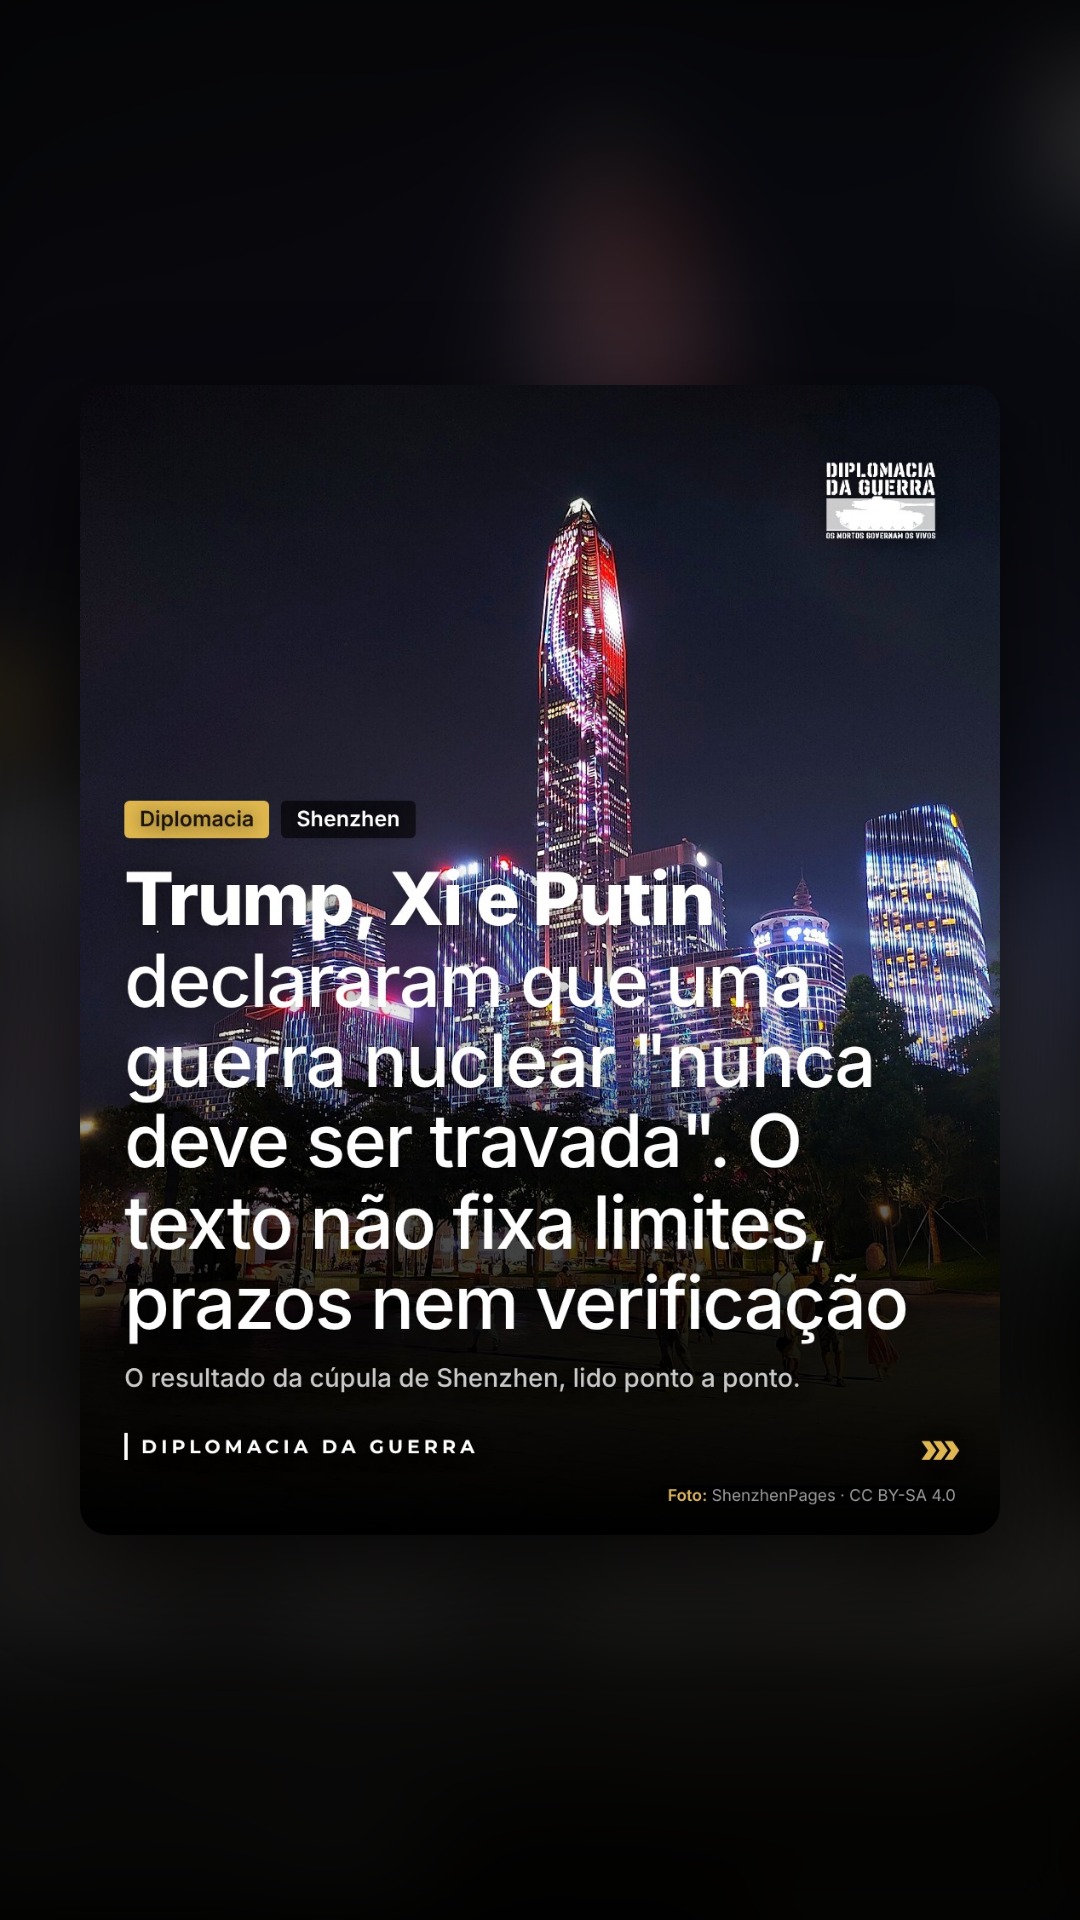 DIPLOMACIA
DA GUERRA
OS MORTOS GOVERNAM OS VIVOS
Diplomacia
Shenzhen
Trump, Xi e Putin
declararam que uma
guerra nuclear "nunca
deve ser travada". O
texto não fixa limites,
prazos nem verificação
O resultado da cúpula de Shenzhen, lido ponto a ponto.
DIPLOMACIA DA GUERRA
Foto: ShenzhenPages · CC BY-SA 4.0